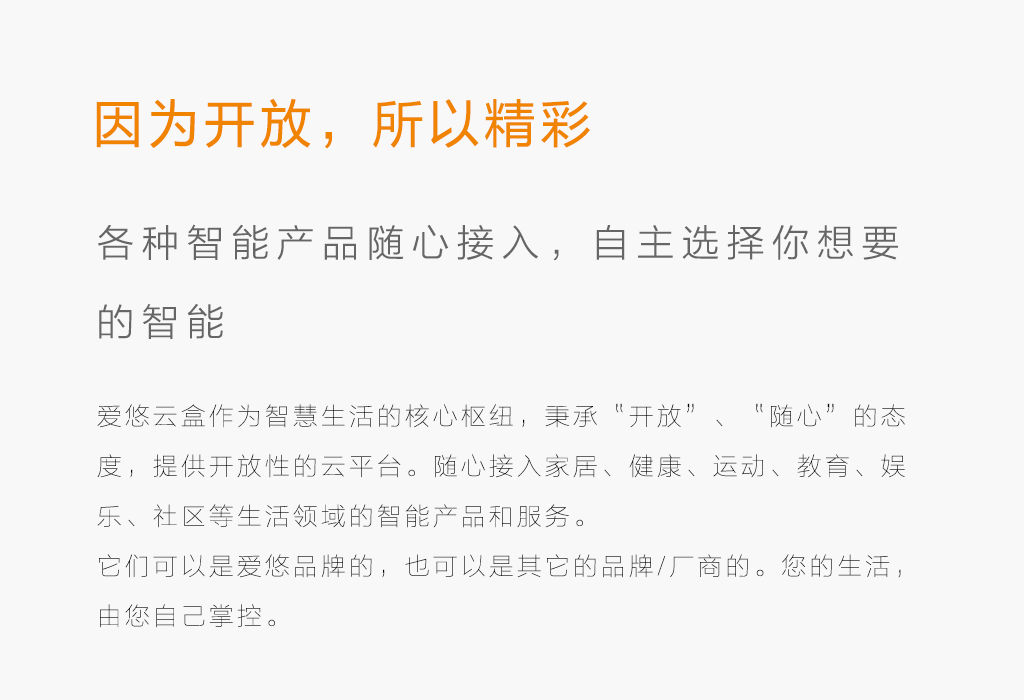 因为开放，所以精彩
各种智能产品随心接入，自主选择你想要
的智能
爱悠云盒作为智慧生活的核心枢纽，秉承“开放”、“随心”的态
度，提供开放性的云平台。随心接入家居、健康、运动、教育、娱
乐、社区等生活领域的智能产品和服务。
它们可以是爱悠品牌的，也可以是其它的品牌/厂商的。您的生活，
由您自己掌控。